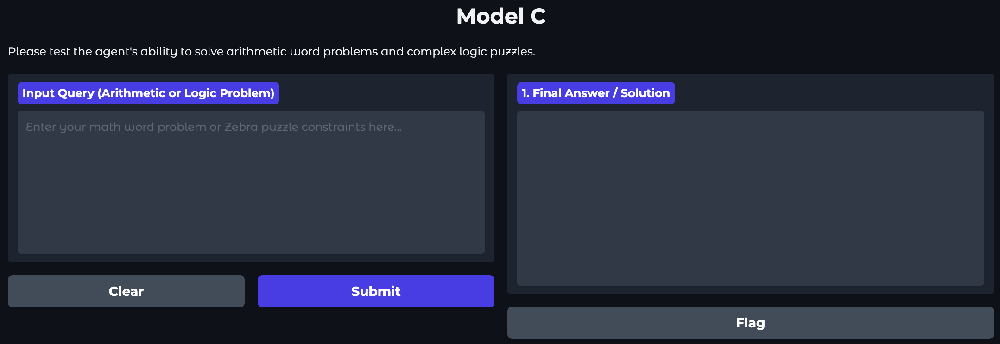 Model C
Please test the agent's ability to solve arithmetic word problems and complex logic puzzles.
Input Query (Arithmetic or Logic Problem)
Enter your math word problem or Zebra puzzle constraints here...
Clear
Submit
1. Final Answer / Solution
Flag